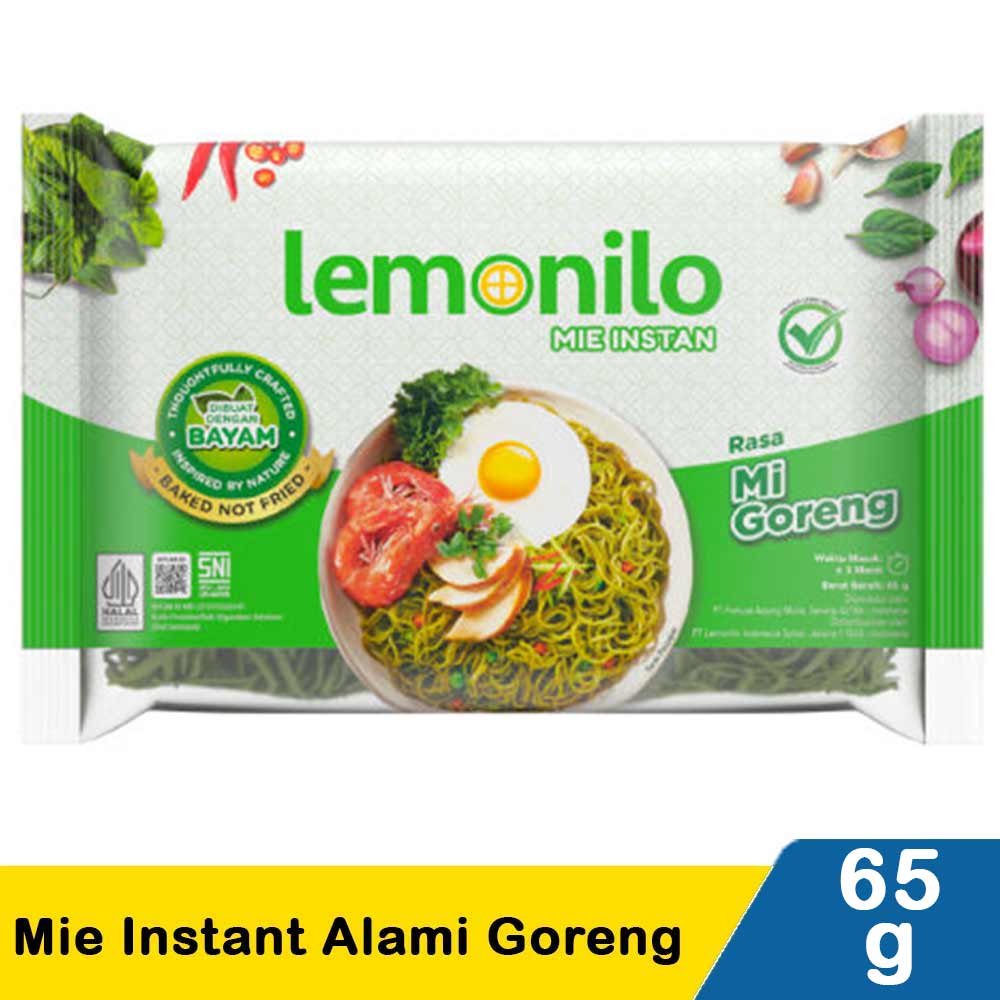 lemonilo
MIE INSTAN
THOUGHTFULLY CRAFTED
DIBUAT
DENGAN
BAYAM
INSPIRED BY NATURE
BAKED NOT FRIED
Rasa
Mi
Goreng
HALAL
SNI
Mie Instant Alami Goreng
65
g